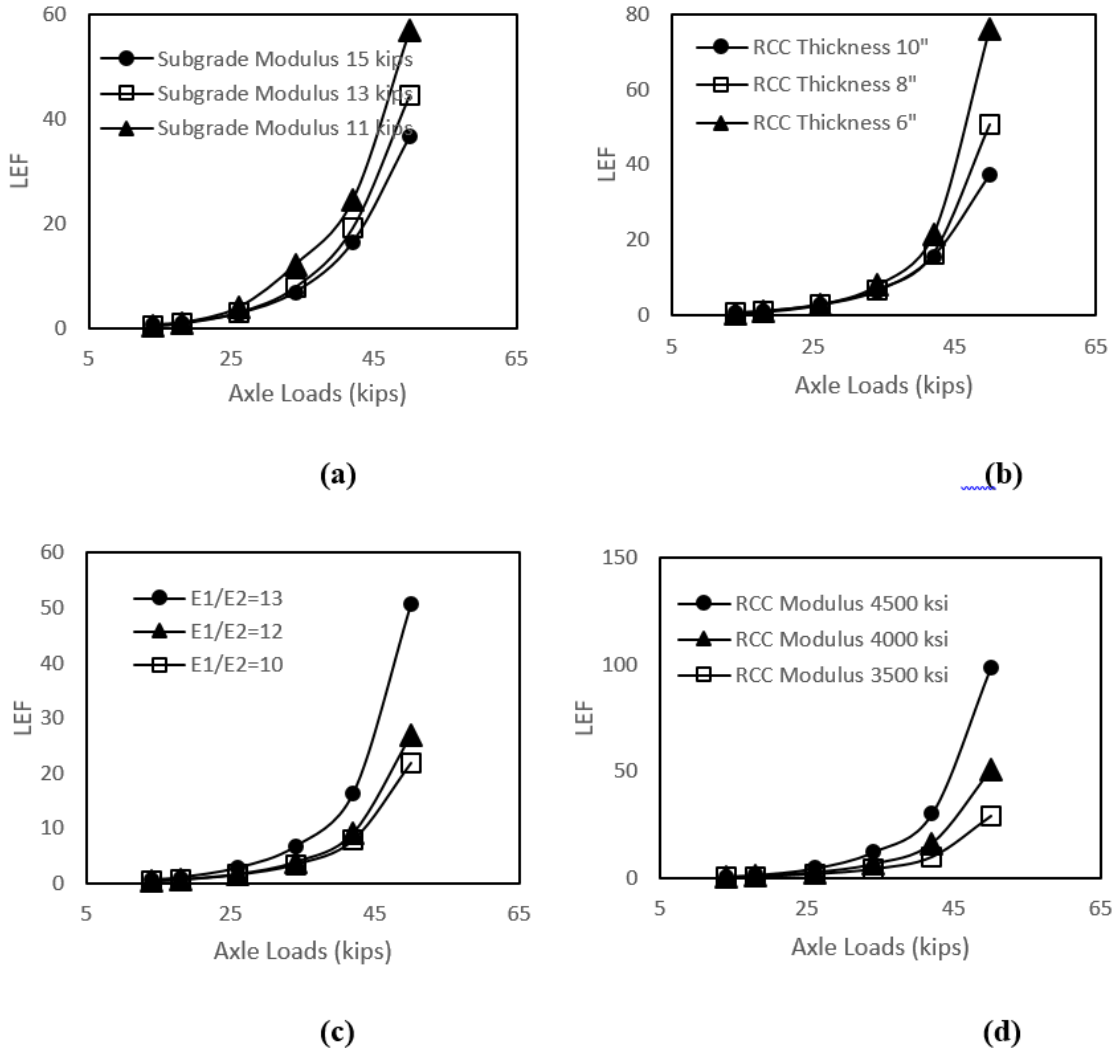 60
40
20
0
LEF
Subgrade Modulus 15 kips
Subgrade Modulus 13 kips
Subgrade Modulus 11 kips
5 25 45 65
Axle Loads (kips)
(a)
80
60
40
20
0
LEF
RCC Thickness 10"
RCC Thickness 8"
RCC Thickness 6"
5 25 45 65
Axle Loads (kips)
(b)
60
50
40
30
20
10
0
LEF
E1/E2=13
E1/E2=12
E1/E2=10
5 25 45 65
Axle Loads (kips)
(c)
150
100
50
0
LEF
RCC Modulus 4500 ksi
RCC Modulus 4000 ksi
RCC Modulus 3500 ksi
5 25 45 65
Axle Loads (kips)
(d)